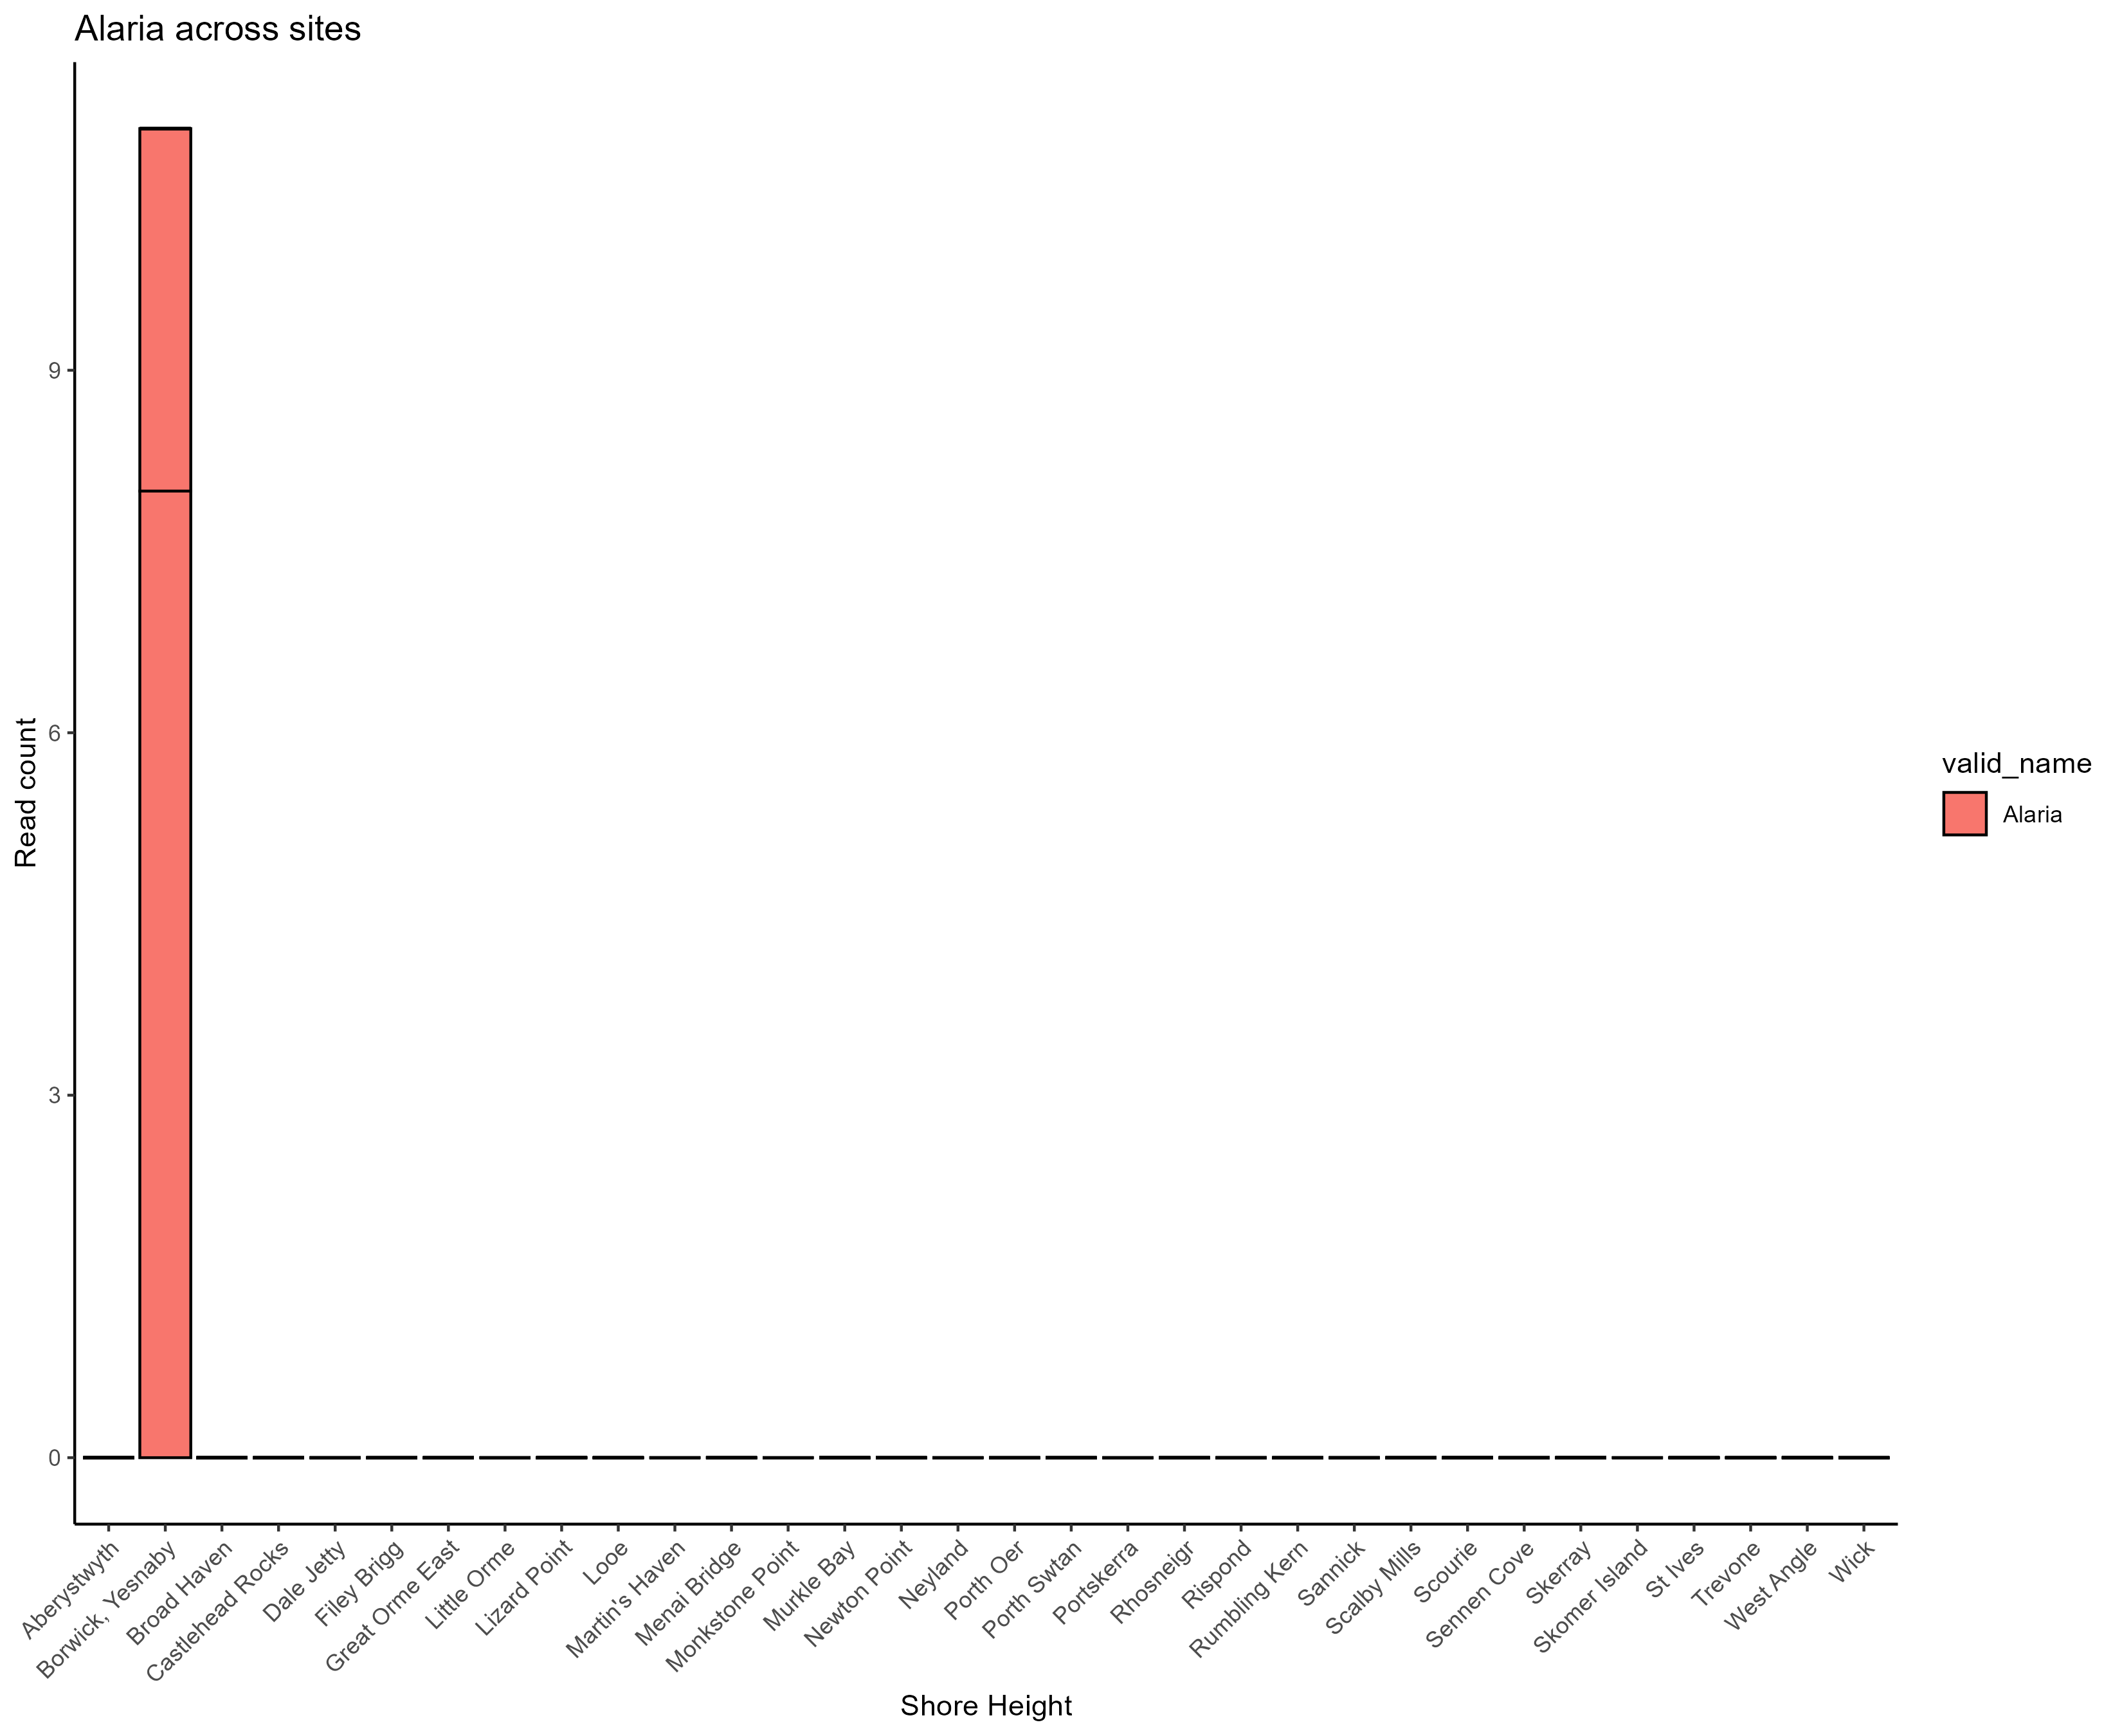 Alaria across sites
9
6
3
0
Read count
valid_name
Alaria
Aberystwyth
Borwick, Yesnaby
Broad Haven
Castlehead Rocks
Dale Jetty
Filey Brigg
Great Orme East
Little Orme
Lizard Point
Looe
Martin's Haven
Menai Bridge
Monkstone Point
Murkle Bay
Newton Point
Neyland
Porth Oer
Porth Swtan
Portskerra
Rhosneigr
Rispond
Rumbling Kern
Sannick
Scalby Mills
Scourie
Sennen Cove
Skerray
Skomer Island
St Ives
Trevone
West Angle
Wick
Shore Height